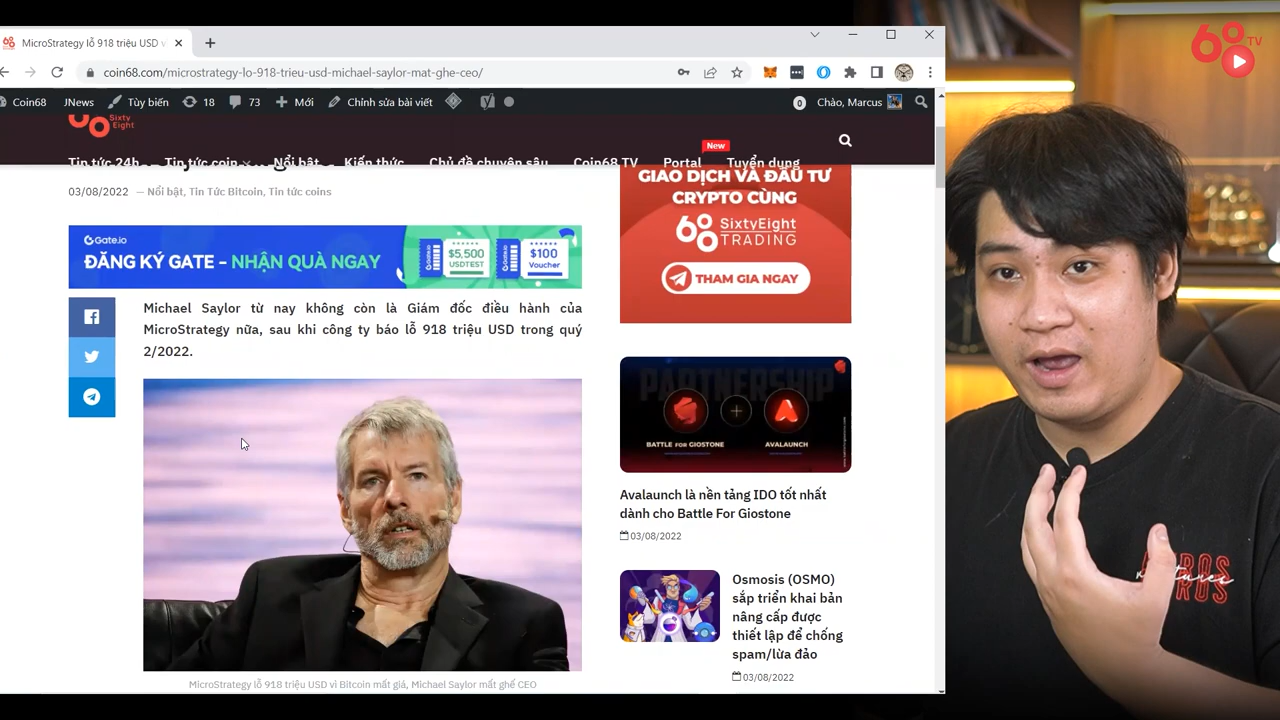 MicroStrategy lỗ 918 triệu USD v
coin68.com/microstrategy-lo-918-trieu-usd-michael-saylor-mat-ghe-ceo/
Coin68
JNews
Tùy biến
18
73
Mới
Chỉnh sửa bài viết
0
Chào, Marcus
Sixty
Eight
New
Tin tức 24h
Tin tức coin
Nổi bật
Kiến thức
Chủ đề chuyên sâu
Coin68 TV
Portal
Tuyển dụng
03/08/2022 — Nổi bật, Tin Tức Bitcoin, Tin tức coins
Gate.io
ĐĂNG KÝ GATE - NHẬN QUÀ NGAY
$5,500
USDTEST
$100
Voucher
Michael Saylor từ nay không còn là Giám đốc điều hành của
MicroStrategy nữa, sau khi công ty báo lỗ 918 triệu USD trong quý
2/2022.
MicroStrategy lỗ 918 triệu USD vì Bitcoin mất giá, Michael Saylor mất ghế CEO
GIAO DỊCH VÀ ĐẦU TƯ
CRYPTO CÙNG
SixtyEight
TRADING
THAM GIA NGAY
PARTNERSHIP
BATTLE FOR GIOSTONE
AVALAUNCH
Avalaunch là nền tảng IDO tốt nhất
dành cho Battle For Giostone
03/08/2022
Osmosis (OSMO)
sắp triển khai bản
nâng cấp được
thiết lập để chống
spam/lừa đảo
03/08/2022
68 TV